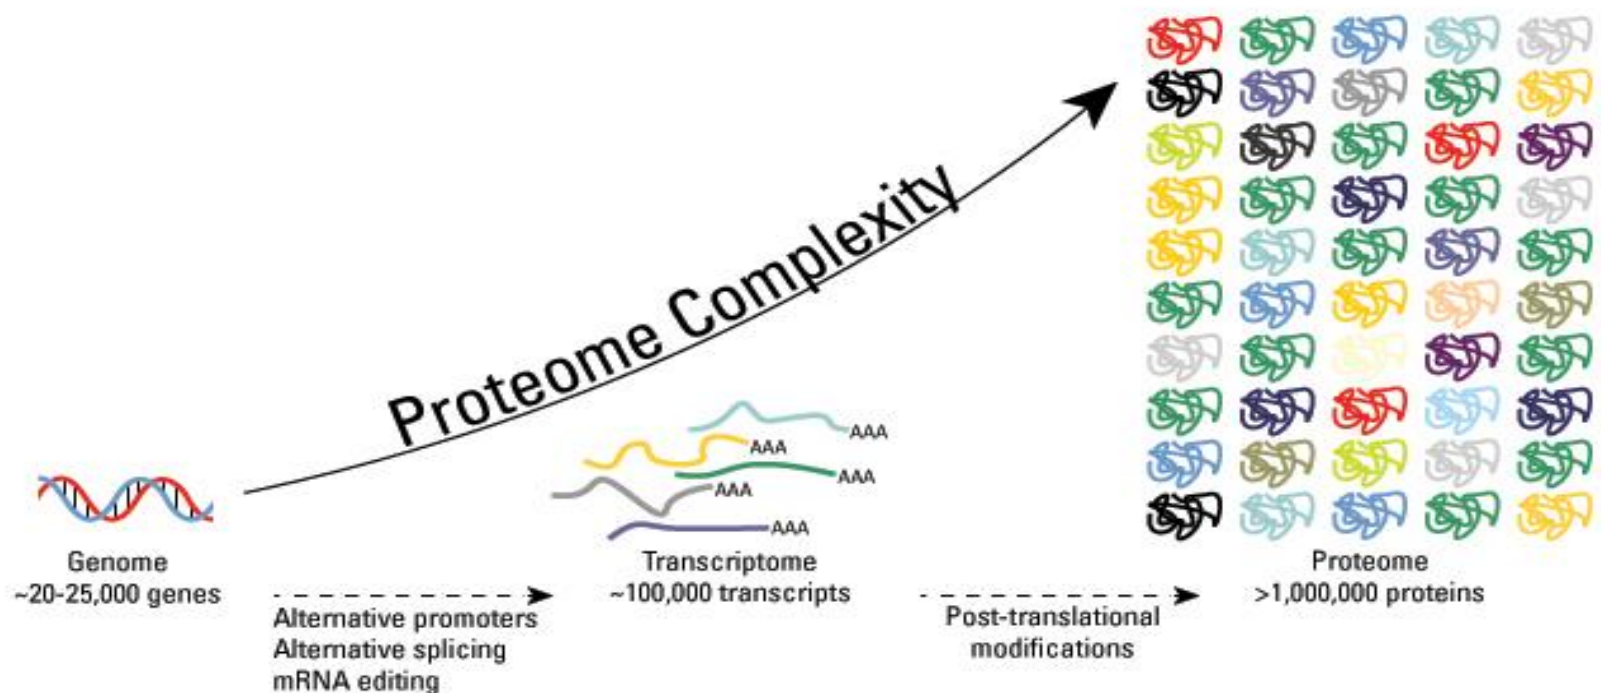 Proteome Complexity
AAA
AAA
AAA
AAA
AAA
Genome
~20-25,000 genes
Alternative promoters
Alternative splicing
mRNA editing
Transcriptome
~100,000 transcripts
Post-translational
modifications
Proteome
>1,000,000 proteins